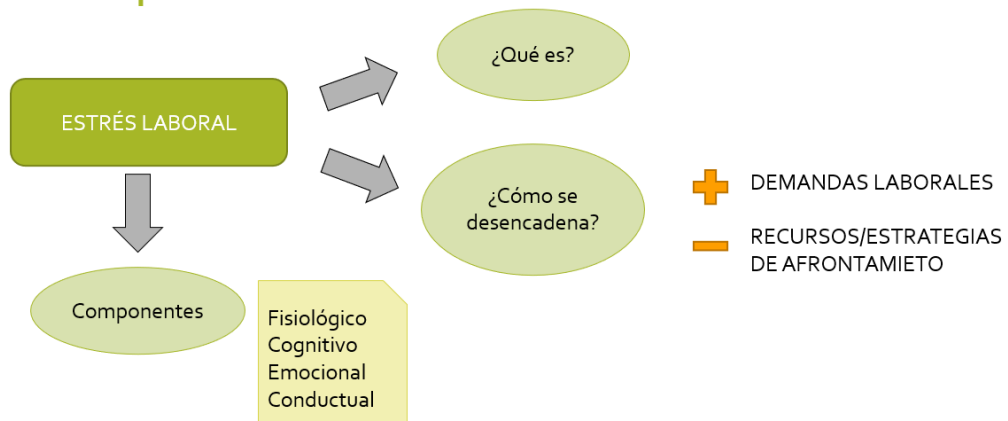 ¿Qué es?
ESTRÉS LABORAL
¿Cómo se
desencadena?
DEMANDAS LABORALES
RECURSOS/ESTRATEGIAS
DE AFRONTAMIETO
Componentes
Fisiológico
Cognitivo
Emocional
Conductual